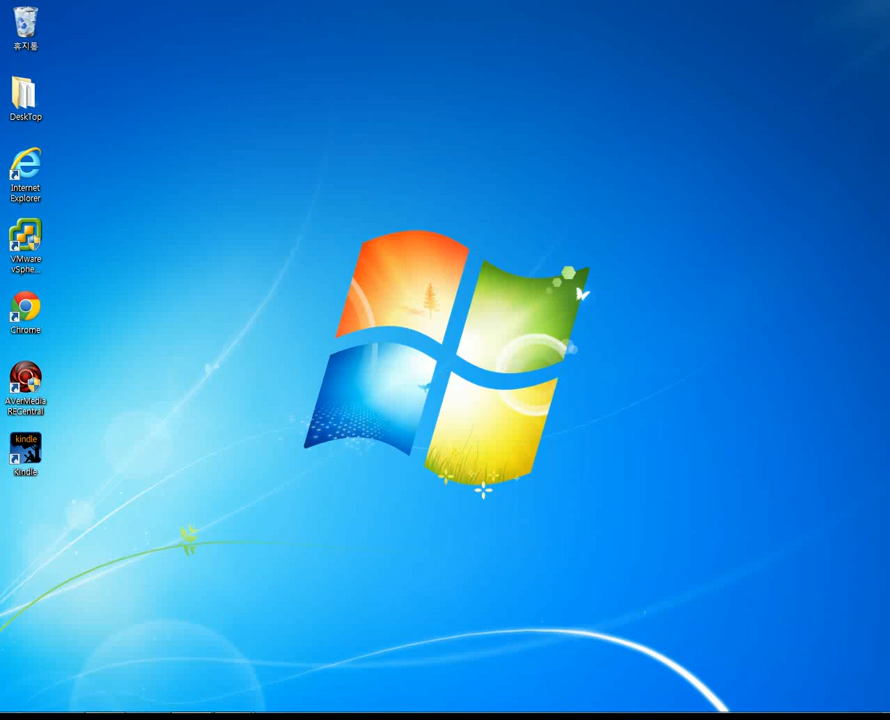 휴지통
DeskTop
Internet
Explorer
VMware
vSphe...
Chrome
AVerMedia
RECentral
kindle
Kindle